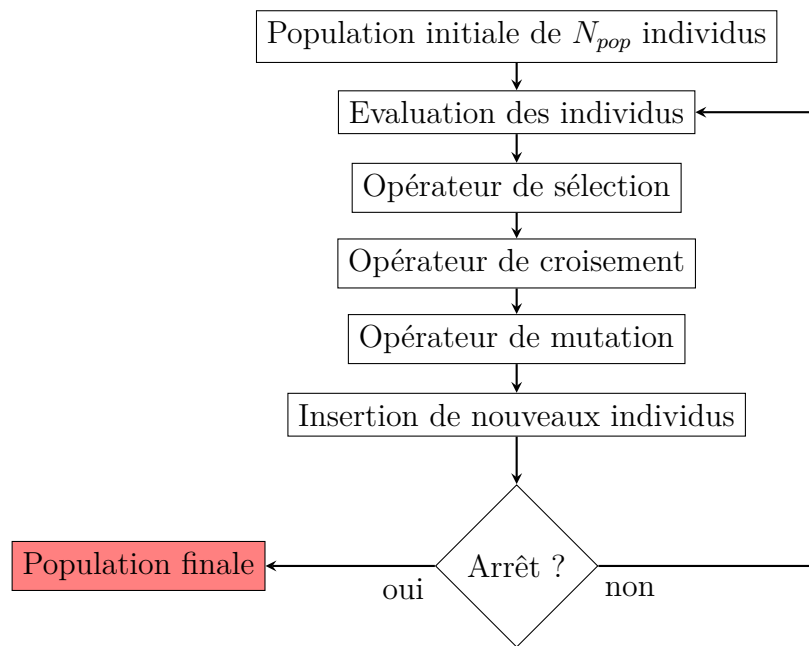 Population initiale de N_pop individus
Evaluation des individus
Opérateur de sélection
Opérateur de croisement
Opérateur de mutation
Insertion de nouveaux individus
Population finale
oui
Arrêt ?
non